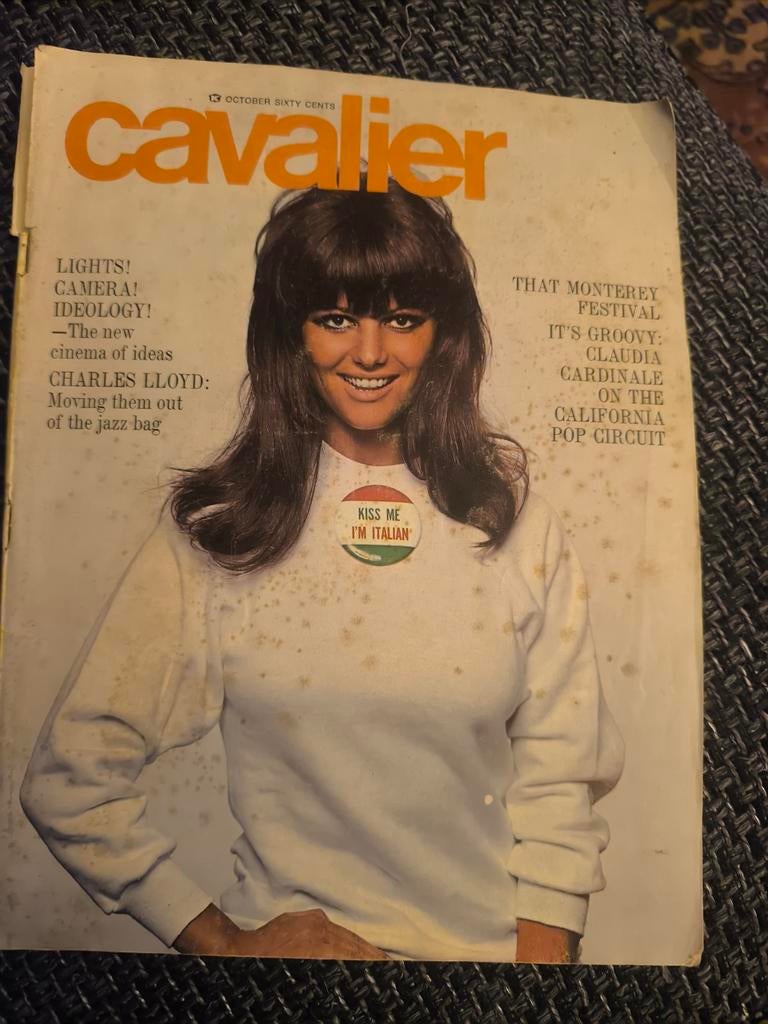 OCTOBER SIXTY CENTS
cavalier
LIGHTS!
CAMERA!
IDEOLOGY!
—The new
cinema of ideas
CHARLES LLOYD:
Moving them out
of the jazz bag
THAT MONTEREY
FESTIVAL
IT'S GROOVY:
CLAUDIA
CARDINALE
ON THE
CALIFORNIA
POP CIRCUIT
KISS ME
I'M ITALIAN